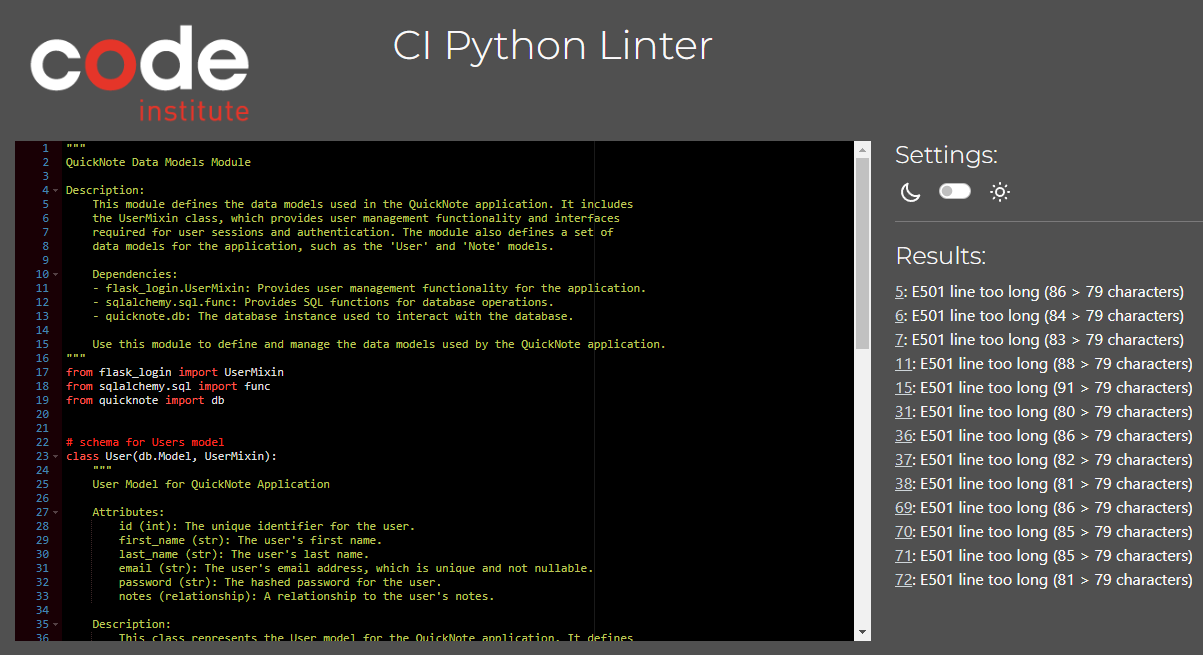 code
institute
CI Python Linter
1 """
2 QuickNote Data Models Module
3
4 Description:
5 This module defines the data models used in the QuickNote application. It includes
6 the UserMixin class, which provides user management functionality and interfaces
7 required for user sessions and authentication. The module also defines a set of
8 data models for the application, such as the 'User' and 'Note' models.
9
10 Dependencies:
11 - flask_login.UserMixin: Provides user management functionality for the application.
12 - sqlalchemy.sql.func: Provides SQL functions for database operations.
13 - quicknote.db: The database instance used to interact with the database.
14
15 Use this module to define and manage the data models used by the QuickNote application.
16 """
17 from flask_login import UserMixin
18 from sqlalchemy.sql import func
19 from quicknote import db
20
21
22 # schema for Users model
23 class User(db.Model, UserMixin):
24 """
25 User Model for QuickNote Application
26
27 Attributes:
28 id (int): The unique identifier for the user.
29 first_name (str): The user's first name.
30 last_name (str): The user's last name.
31 email (str): The user's email address, which is unique and not nullable.
32 password (str): The hashed password for the user.
33 notes (relationship): A relationship to the user's notes.
34
35 Description:
36 This class represents the User model for the QuickNote application. It defines
Settings:
Results:
5: E501 line too long (86 > 79 characters)
6: E501 line too long (84 > 79 characters)
7: E501 line too long (83 > 79 characters)
11: E501 line too long (88 > 79 characters)
15: E501 line too long (91 > 79 characters)
31: E501 line too long (80 > 79 characters)
36: E501 line too long (86 > 79 characters)
37: E501 line too long (82 > 79 characters)
38: E501 line too long (81 > 79 characters)
69: E501 line too long (86 > 79 characters)
70: E501 line too long (85 > 79 characters)
71: E501 line too long (85 > 79 characters)
72: E501 line too long (81 > 79 characters)